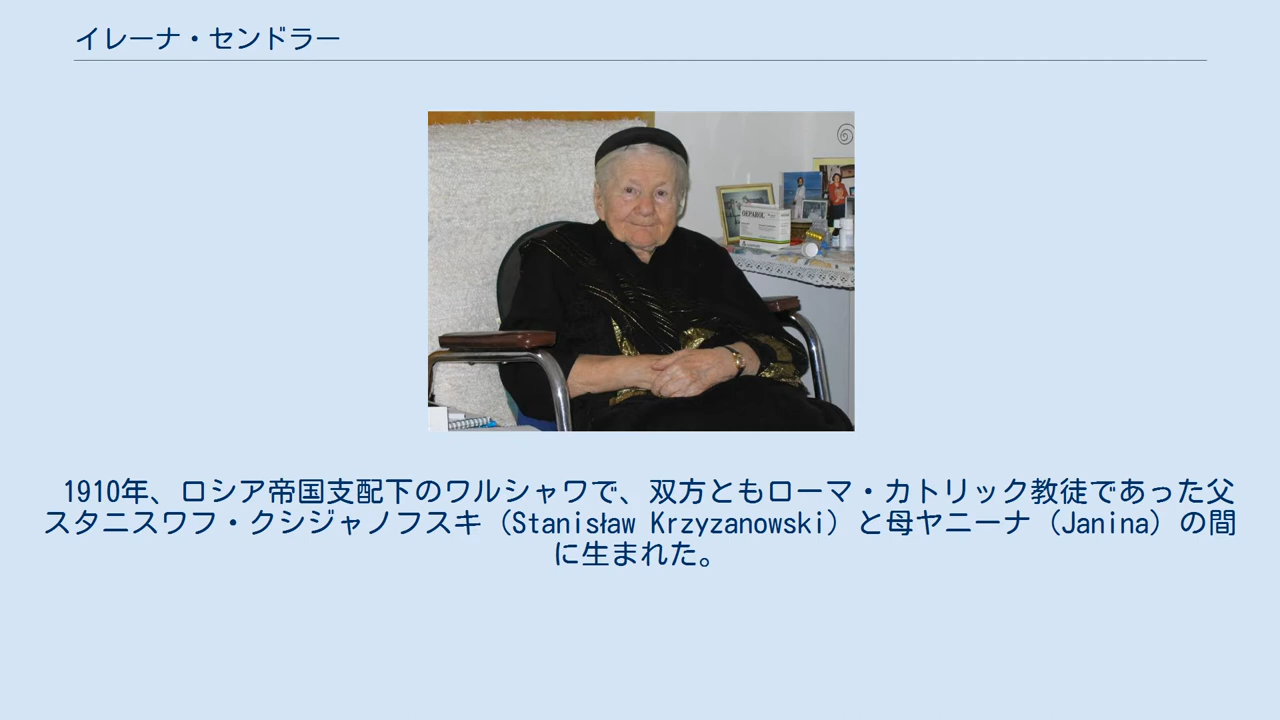 イレーナ・センドラー
OEPAROL
1910年、ロシア帝国支配下のワルシャワで、双方ともローマ・カトリック教徒であった父
スタニスワフ・クシジャノフスキ（Stanisław Krzyzanowski）と母ヤニーナ（Janina）の間
に生まれた。